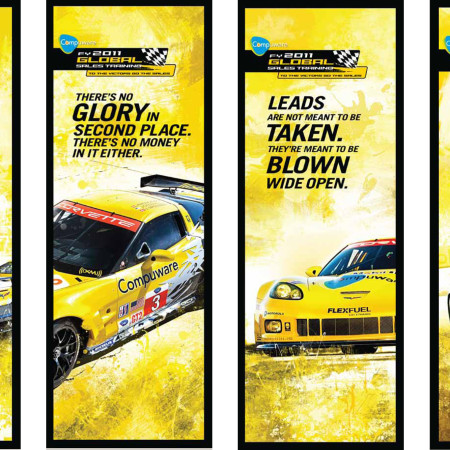 Compuware
FY 2011
GLOBAL
SALES TRAINING
TO THE VICTORS GO THE SALES!
THERE'S NO
GLORY IN
SECOND PLACE.
THERE'S NO MONEY
IN IT EITHER.
CORVETTE
Compuware
3
GT2
Compuware
FY 2011
GLOBAL
SALES TRAINING
TO THE VICTORS GO THE SALES!
LEADS
ARE NOT MEANT TO BE
TAKEN.
THEY'RE MEANT TO BE
BLOWN
WIDE OPEN.
FLEXFUEL